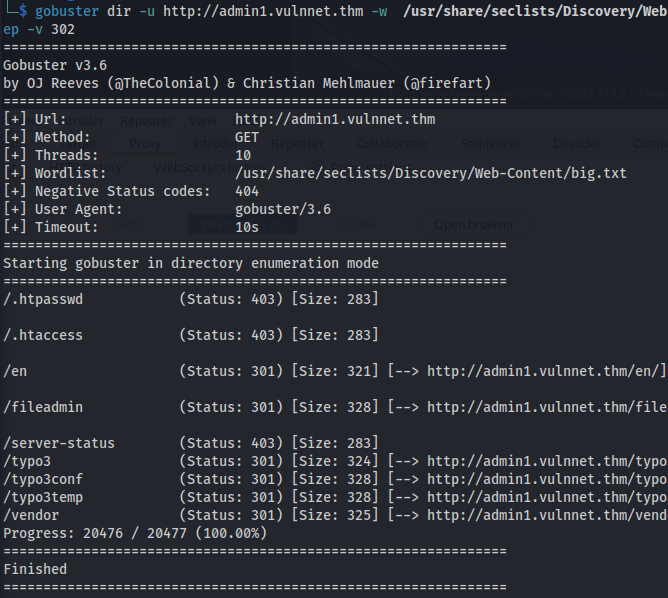 └─$ gobuster dir -u http://admin1.vulnnet.thm -w /usr/share/seclists/Discovery/Web-
ep -v 302
===============================================================
Gobuster v3.6
by OJ Reeves (@TheColonial) & Christian Mehlmauer (@firefart)
===============================================================
[+] Url:                     http://admin1.vulnnet.thm
[+] Method:                  GET
[+] Threads:                 10
[+] Wordlist:                /usr/share/seclists/Discovery/Web-Content/big.txt
[+] Negative Status codes:   404
[+] User Agent:              gobuster/3.6
[+] Timeout:                 10s
===============================================================
Starting gobuster in directory enumeration mode
===============================================================
/.htpasswd            (Status: 403) [Size: 283]
/.htaccess            (Status: 403) [Size: 283]
/en                   (Status: 301) [Size: 321] [--> http://admin1.vulnnet.thm/en/]
/fileadmin            (Status: 301) [Size: 328] [--> http://admin1.vulnnet.thm/file
/server-status        (Status: 403) [Size: 283]
/typo3                (Status: 301) [Size: 324] [--> http://admin1.vulnnet.thm/typo
/typo3conf            (Status: 301) [Size: 328] [--> http://admin1.vulnnet.thm/typo
/typo3temp            (Status: 301) [Size: 328] [--> http://admin1.vulnnet.thm/typo
/vendor               (Status: 301) [Size: 325] [--> http://admin1.vulnnet.thm/vend
Progress: 20476 / 20477 (100.00%)
===============================================================
Finished
===============================================================